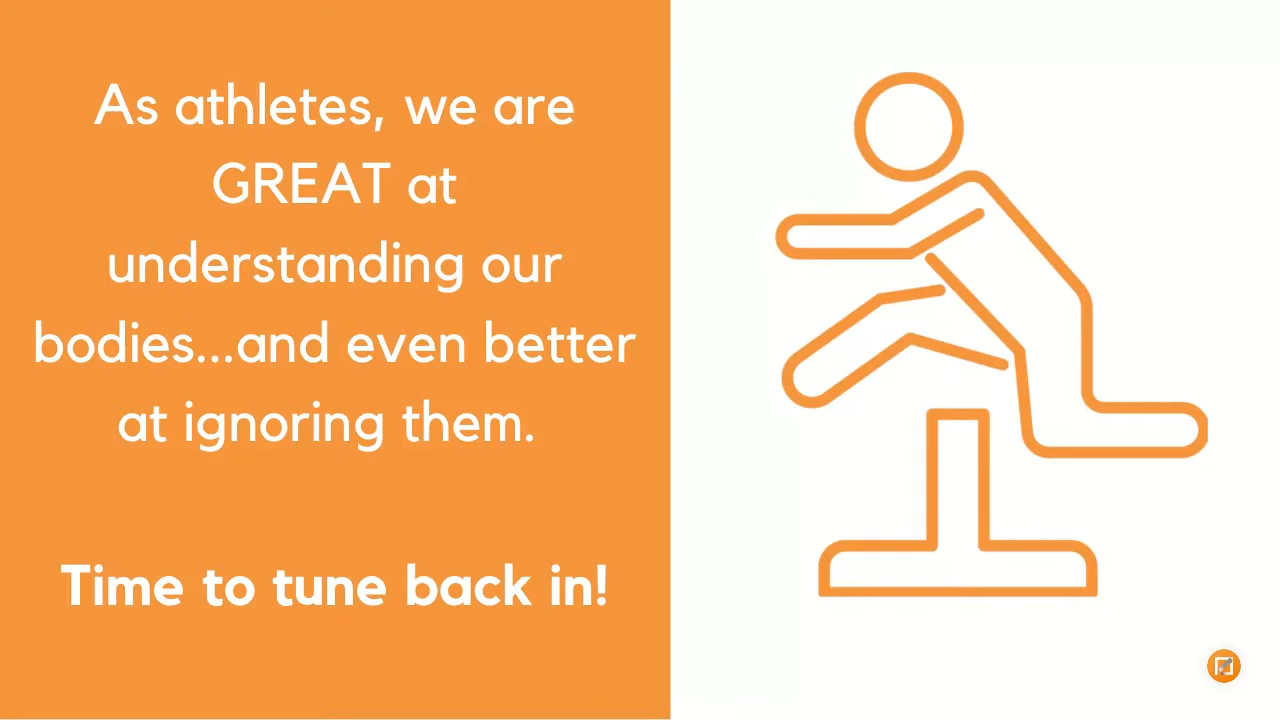 As athletes, we are
GREAT at
understanding our
bodies...and even better
at ignoring them.
Time to tune back in!